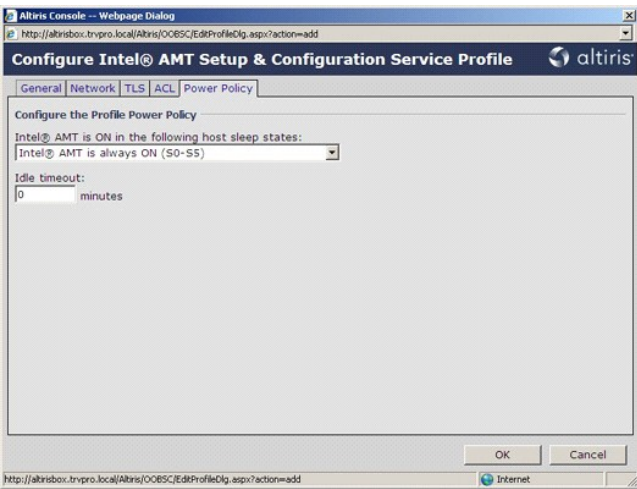 Altiris Console -- Webpage Dialog
http://altirisbox.trvpro.local/Altiris/OOBSC/EditProfileDlg.aspx?action=add
Configure Intel® AMT Setup & Configuration Service Profile
altiris
General Network TLS ACL Power Policy
Configure the Profile Power Policy
Intel® AMT is ON in the following host sleep states:
Intel® AMT is always ON (S0-S5)
Idle timeout:
0 minutes
OK Cancel
http://altirisbox.trvpro.local/Altiris/OOBSC/EditProfileDlg.aspx?action=add Internet